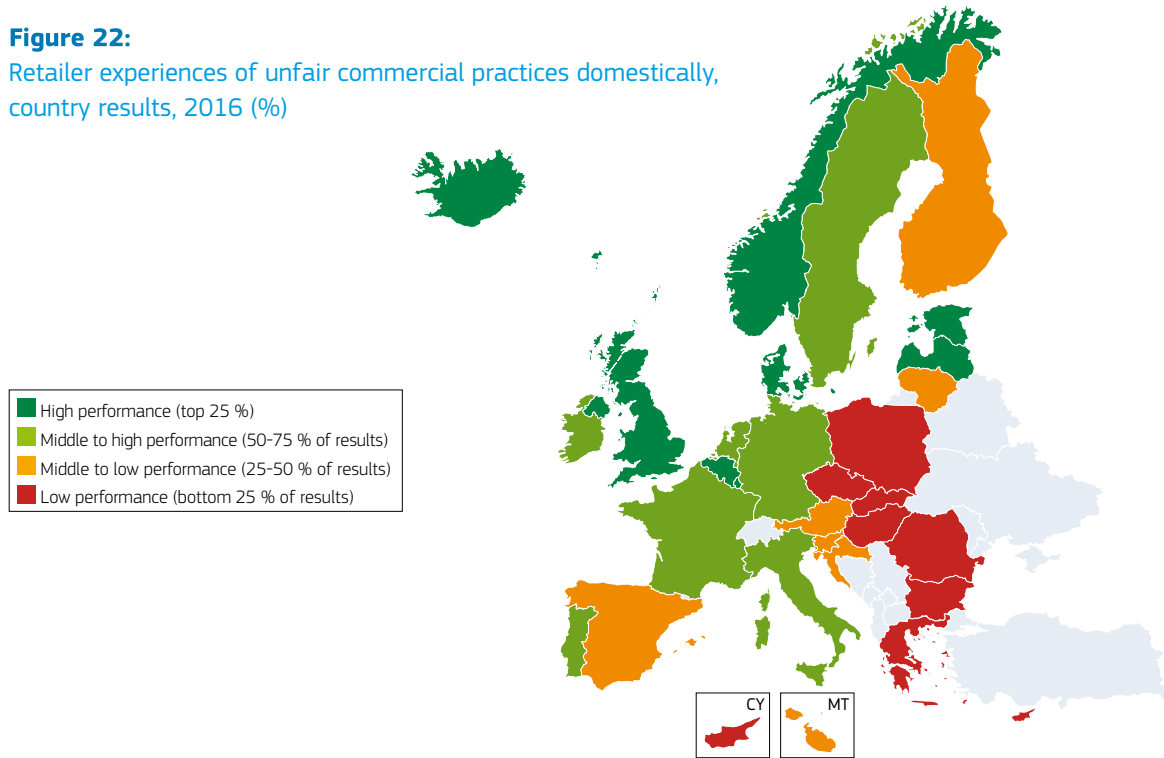 Figure 22:
Retailer experiences of unfair commercial practices domestically,
country results, 2016 (%)
High performance (top 25 %)
Middle to high performance (50-75 % of results)
Middle to low performance (25-50 % of results)
Low performance (bottom 25 % of results)
CY
MT